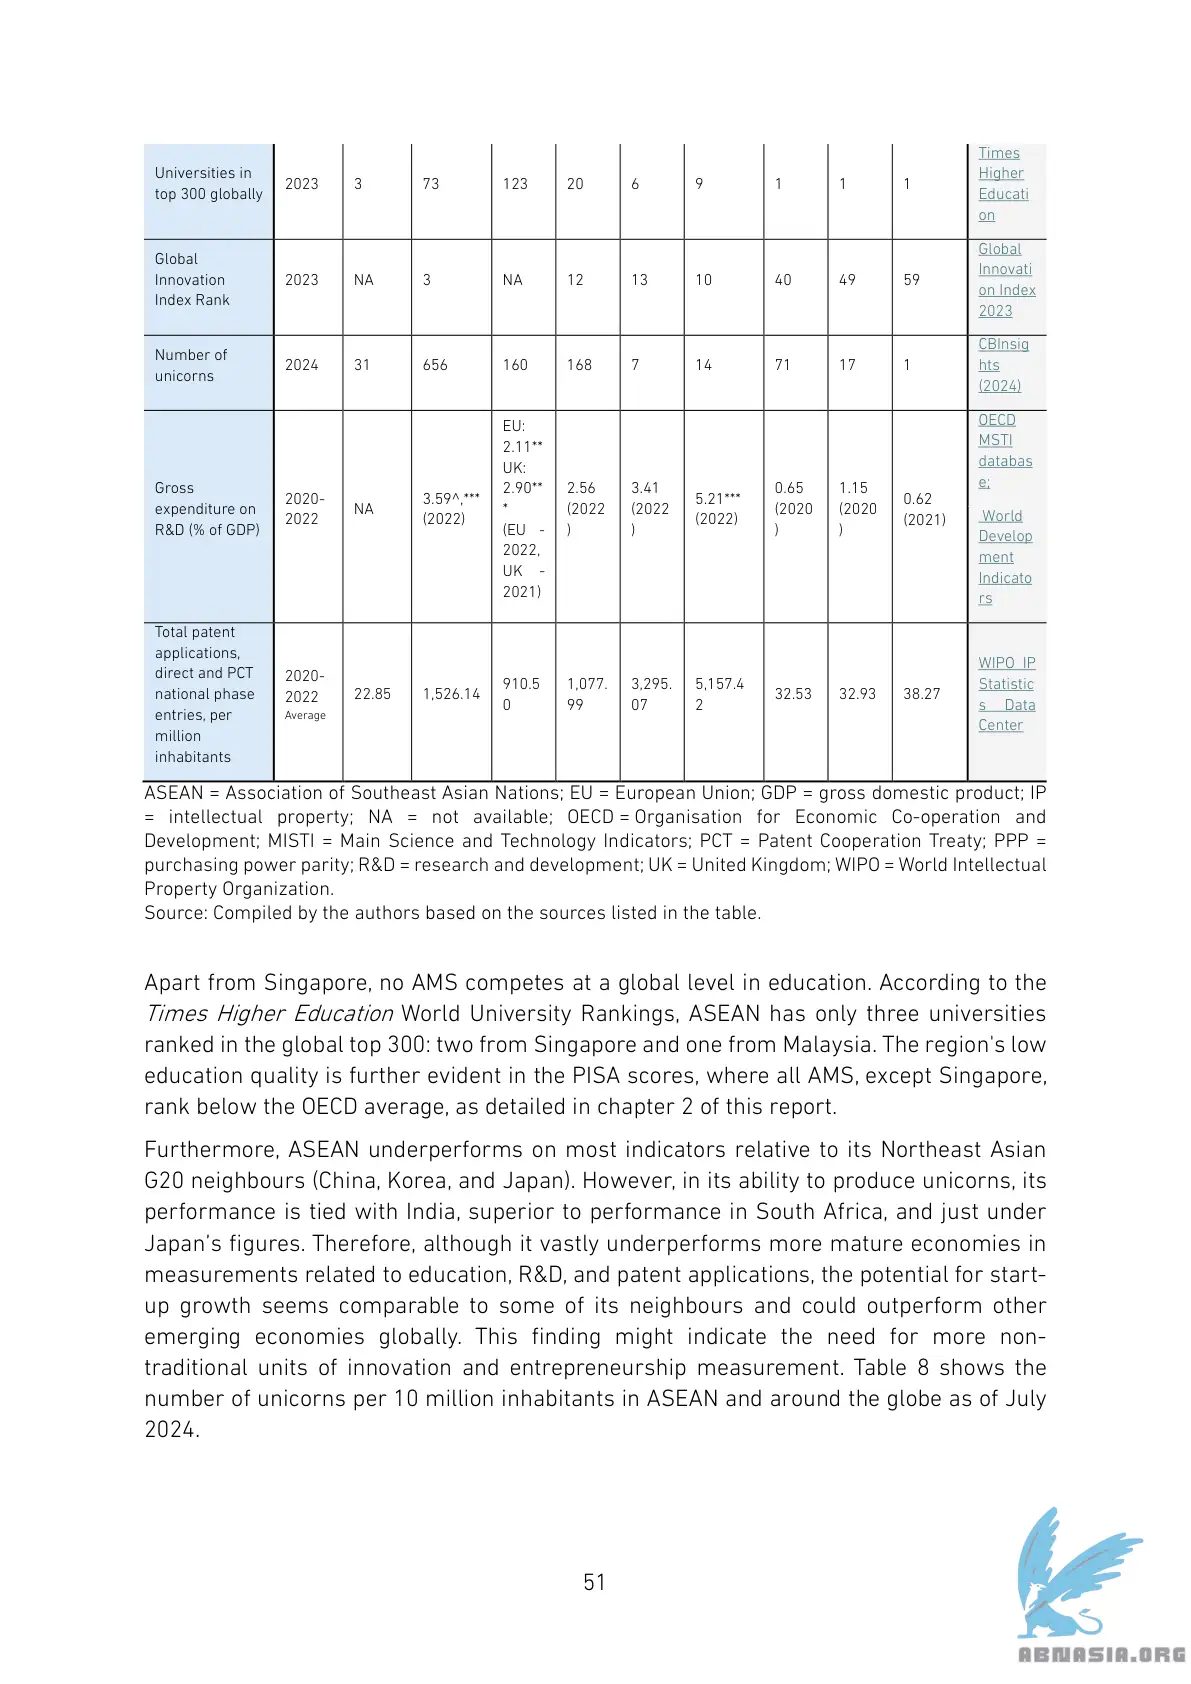 Universities in top 300 globally 2023 3 73 123 20 6 9 1 1 1 Times Higher Educati on
Global Innovation Index Rank 2023 NA 3 NA 12 13 10 40 49 59 Global Innovati on Index 2023
Number of unicorns 2024 31 656 160 168 7 14 71 17 1 CBInsig hts (2024)
Gross expenditure on R&D (% of GDP) 2020-2022 NA 3.59^,*** (2022) EU: 2.11** UK: 2.90** * (EU - 2022, UK - 2021) 2.56 (2022 ) 3.41 (2022 ) 5.21*** (2022) 0.65 (2020 ) 1.15 (2020 ) 0.62 (2021) OECD MSTI databas e; World Develop ment Indicato rs
Total patent applications, direct and PCT national phase entries, per million inhabitants 2020-2022 Average 22.85 1,526.14 910.5 0 1,077. 99 3,295. 07 5,157.4 2 32.53 32.93 38.27 WIPO IP Statistic s Data Center
ASEAN = Association of Southeast Asian Nations; EU = European Union; GDP = gross domestic product; IP
= intellectual property; NA = not available; OECD = Organisation for Economic Co-operation and
Development; MISTI = Main Science and Technology Indicators; PCT = Patent Cooperation Treaty; PPP =
purchasing power parity; R&D = research and development; UK = United Kingdom; WIPO = World Intellectual
Property Organization.
Source: Compiled by the authors based on the sources listed in the table.
Apart from Singapore, no AMS competes at a global level in education. According to the
Times Higher Education World University Rankings, ASEAN has only three universities
ranked in the global top 300: two from Singapore and one from Malaysia. The region's low
education quality is further evident in the PISA scores, where all AMS, except Singapore,
rank below the OECD average, as detailed in chapter 2 of this report.
Furthermore, ASEAN underperforms on most indicators relative to its Northeast Asian
G20 neighbours (China, Korea, and Japan). However, in its ability to produce unicorns, its
performance is tied with India, superior to performance in South Africa, and just under
Japan's figures. Therefore, although it vastly underperforms more mature economies in
measurements related to education, R&D, and patent applications, the potential for start-
up growth seems comparable to some of its neighbours and could outperform other
emerging economies globally. This finding might indicate the need for more non-
traditional units of innovation and entrepreneurship measurement. Table 8 shows the
number of unicorns per 10 million inhabitants in ASEAN and around the globe as of July
2024.
51
ABNASIA.ORG